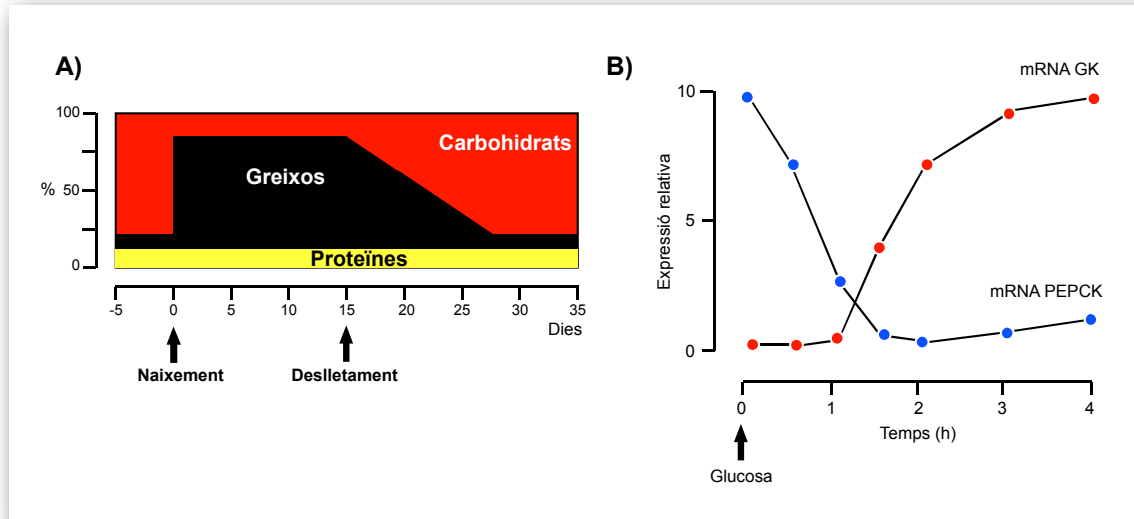 A)
100
Carbohidrats
Greixos
% 50
Proteïnes
0
-5 0 5 10 15 20 25 30 35
Dies
Naixement Deslletament
B)
mRNA GK
10
Expressió relativa
5
mRNA PEPCK
0
0 1 2 3 4
Temps (h)
Glucosa